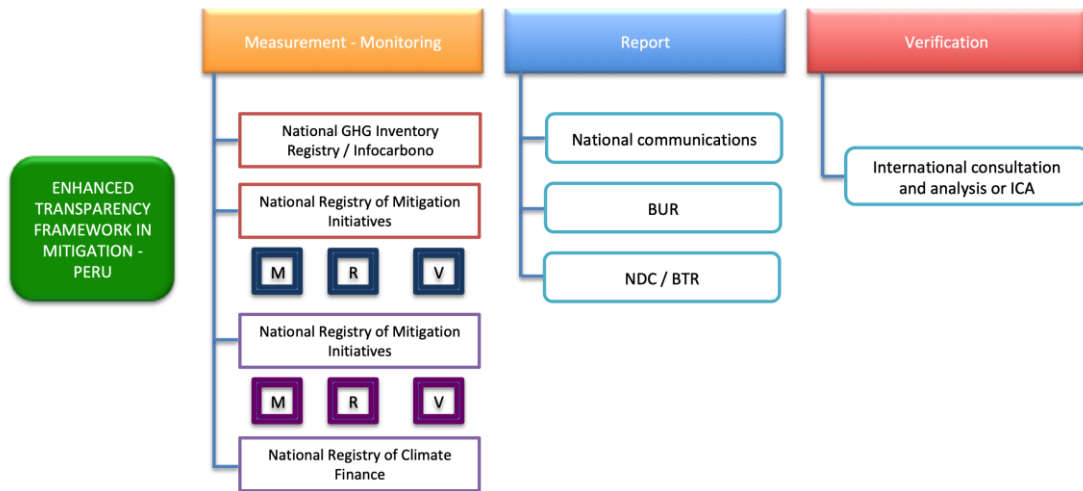 Measurement - Monitoring
Report
Verification
ENHANCED
TRANSPARENCY
FRAMEWORK IN
MITIGATION -
PERU
National GHG Inventory
Registry / Infocarbono
National Registry of Mitigation
Initiatives
M R V
National Registry of Mitigation
Initiatives
M R V
National Registry of Climate
Finance
National communications
BUR
NDC / BTR
International consultation
and analysis or ICA